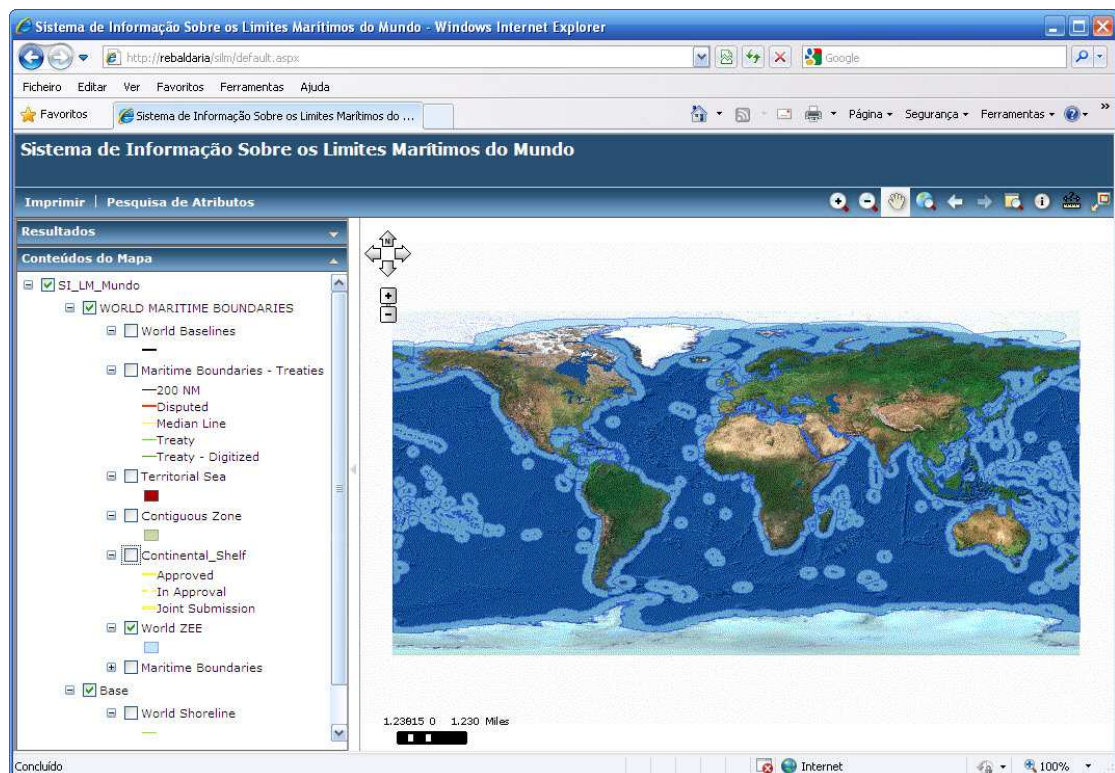 Sistema de Informação Sobre os Limites Marítimos do Mundo - Windows Internet Explorer
http://rebaldaria/silm/default.aspx
Google
Ficheiro Editar Ver Favoritos Ferramentas Ajuda
Favoritos
Sistema de Informação Sobre os Limites Marítimos do ...
Página Segurança Ferramentas »
Sistema de Informação Sobre os Limites Marítimos do Mundo
Imprimir | Pesquisa de Atributos
Resultados
Conteúdos do Mapa
SI_LM_Mundo
WORLD MARITIME BOUNDARIES
World Baselines
Maritime Boundaries - Treaties
200 NM
Disputed
Median Line
Treaty
Treaty - Digitized
Territorial Sea
Contiguous Zone
Continental_Shelf
Approved
In Approval
Joint Submission
World ZEE
Maritime Boundaries
Base
World Shoreline
N
0 1.230 Miles
Concluído
Internet
100%